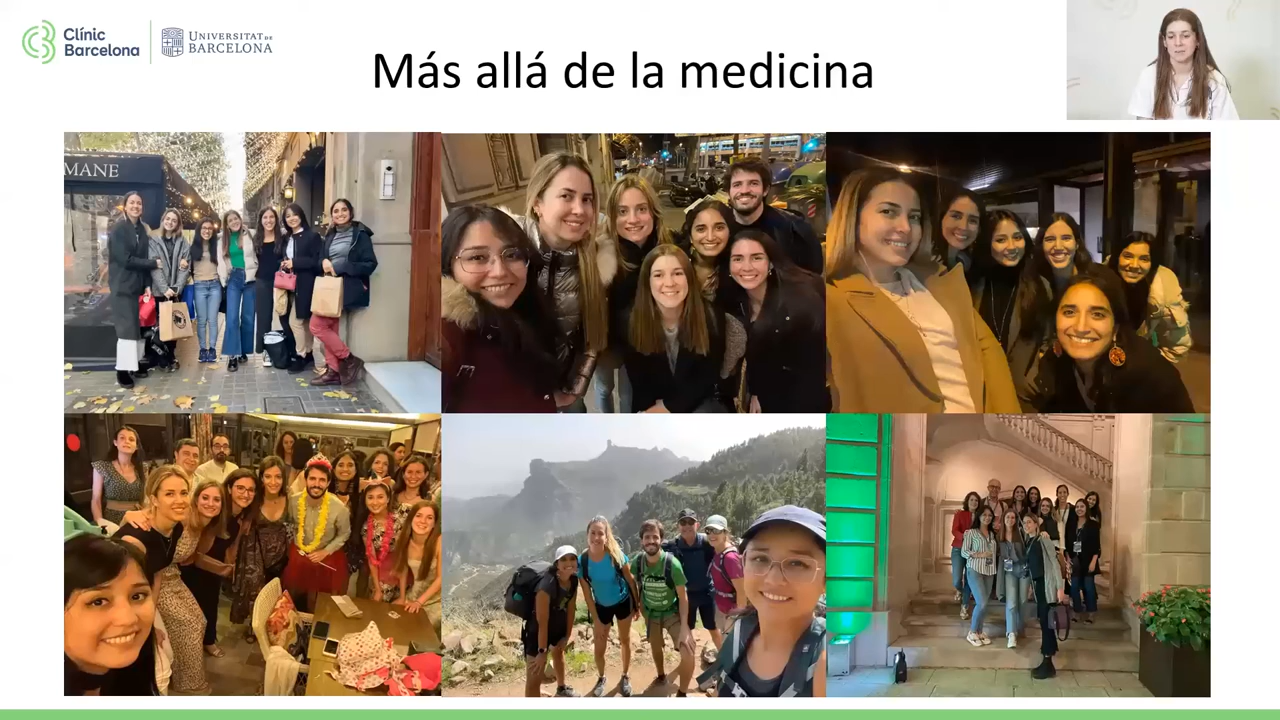 Clínic
Barcelona
UNIVERSITAT DE
BARCELONA
Más allá de la medicina
MANE